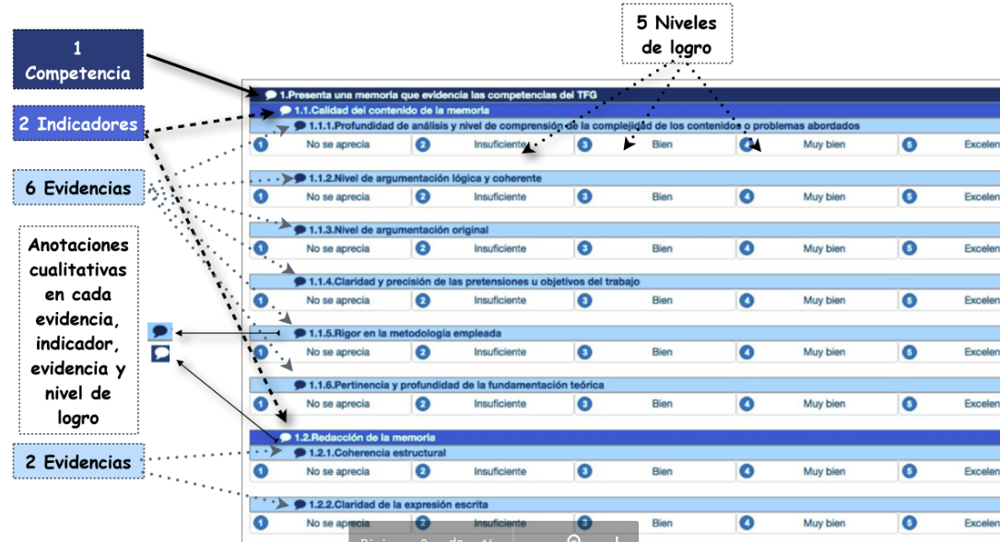 5 Niveles
de logro
1
Competencia
2 Indicadores
6 Evidencias
Anotaciones
cualitativas
en cada
evidencia,
indicador,
evidencia y
nivel de
logro
2 Evidencias
1.Presenta una memoria que evidencia las competencias del TFG
1.1.Calidad del contenido de la memoria
1.1.1.Profundidad de análisis y nivel de comprensión de la complejidad de los contenidos o problemas abordados
1 No se aprecia 2 Insuficiente 3 Bien 4 Muy bien 5 Excelen
1.1.2.Nivel de argumentación lógica y coherente
1 No se aprecia 2 Insuficiente 3 Bien 4 Muy bien 5 Excelen
1.1.3.Nivel de argumentación original
1 No se aprecia 2 Insuficiente 3 Bien 4 Muy bien 5 Excelen
1.1.4.Claridad y precisión de las pretensiones u objetivos del trabajo
1 No se aprecia 2 Insuficiente 3 Bien 4 Muy bien 5 Excelen
1.1.5.Rigor en la metodología empleada
1 No se aprecia 2 Insuficiente 3 Bien 4 Muy bien 5 Excelen
1.1.6.Pertinencia y profundidad de la fundamentación teórica
1 No se aprecia 2 Insuficiente 3 Bien 4 Muy bien 5 Excelen
1.2.Redacción de la memoria
1.2.1.Coherencia estructural
1 No se aprecia 2 Insuficiente 3 Bien 4 Muy bien 5 Excelen
1.2.2.Claridad de la expresión escrita
1 No se aprecia 2 Insuficiente 3 Bien 4 Muy bien 5 Excelen
de